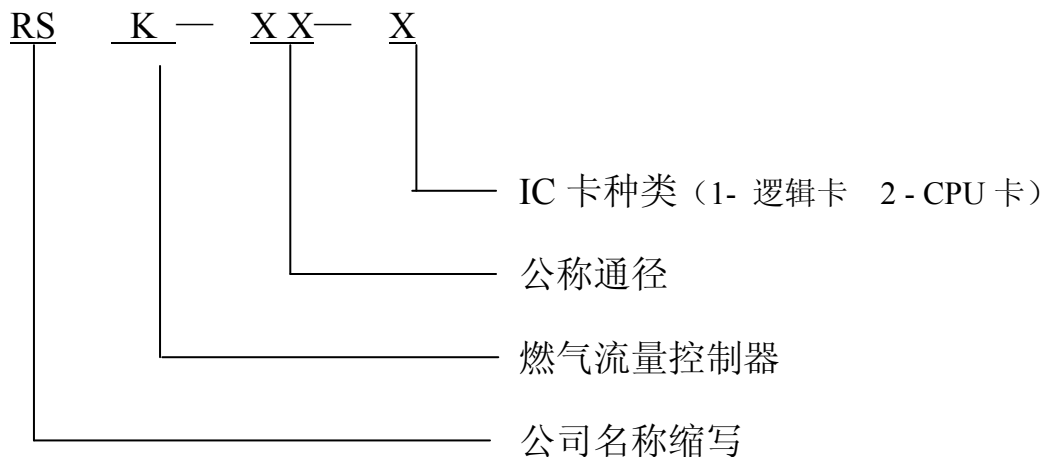 RS K — X X — X
IC 卡种类（1- 逻辑卡 2 - CPU 卡）
公称通径
燃气流量控制器
公司名称缩写